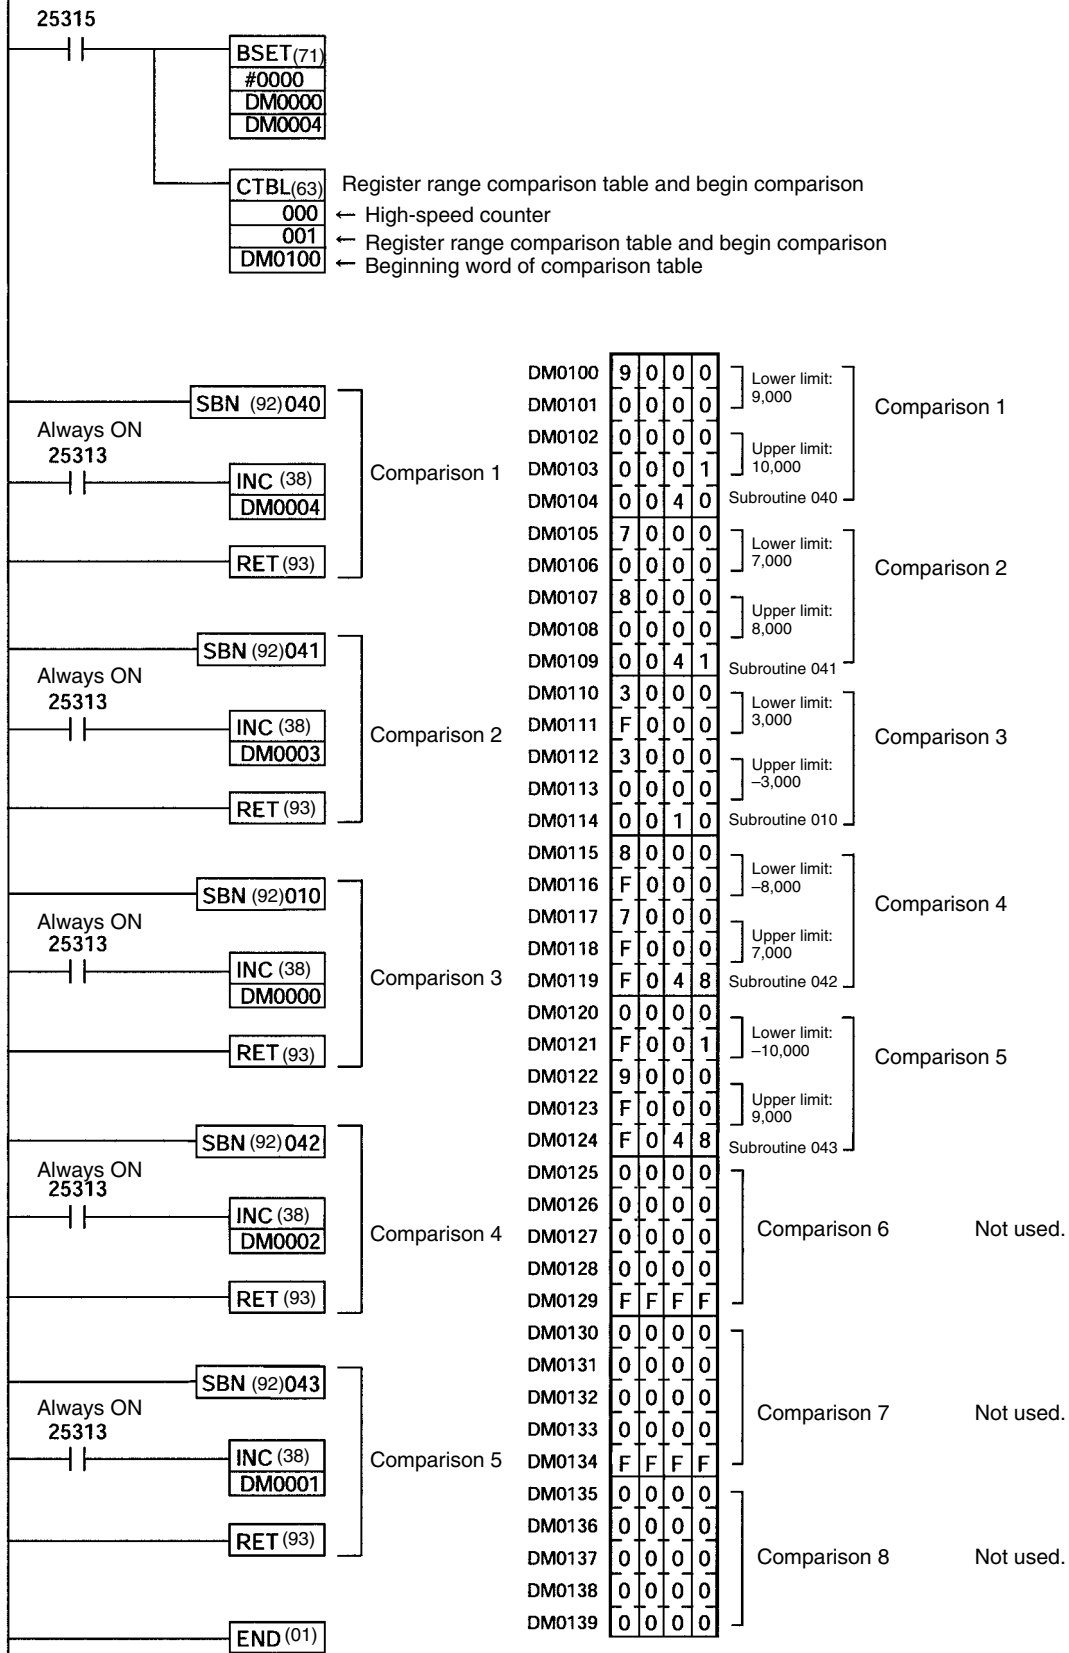 25315
BSET(71)
#0000
DM0000
DM0004
CTBL(63) Register range comparison table and begin comparison
000 ← High-speed counter
001 ← Register range comparison table and begin comparison
DM0100 ← Beginning word of comparison table
SBN (92)040
Always ON
25313
INC (38)
DM0004
RET (93)
Comparison 1
SBN (92)041
Always ON
25313
INC (38)
DM0003
RET (93)
Comparison 2
SBN (92)010
Always ON
25313
INC (38)
DM0000
RET (93)
Comparison 3
SBN (92)042
Always ON
25313
INC (38)
DM0002
RET (93)
Comparison 4
SBN (92)043
Always ON
25313
INC (38)
DM0001
RET (93)
Comparison 5
END (01)
DM0100 9 0 0 0
DM0101 0 0 0 0
Lower limit:
9,000
DM0102 0 0 0 0
DM0103 0 0 0 1
Upper limit:
10,000
DM0104 0 0 4 0 Subroutine 040
Comparison 1
DM0105 7 0 0 0
DM0106 0 0 0 0
Lower limit:
7,000
DM0107 8 0 0 0
DM0108 0 0 0 0
Upper limit:
8,000
DM0109 0 0 4 1 Subroutine 041
Comparison 2
DM0110 3 0 0 0
DM0111 F 0 0 0
Lower limit:
3,000
DM0112 3 0 0 0
DM0113 0 0 0 0
Upper limit:
–3,000
DM0114 0 0 1 0 Subroutine 010
Comparison 3
DM0115 8 0 0 0
DM0116 F 0 0 0
Lower limit:
–8,000
DM0117 7 0 0 0
DM0118 F 0 0 0
Upper limit:
7,000
DM0119 F 0 4 8 Subroutine 042
Comparison 4
DM0120 0 0 0 0
DM0121 F 0 0 1
Lower limit:
–10,000
DM0122 9 0 0 0
DM0123 F 0 0 0
Upper limit:
9,000
DM0124 F 0 4 8 Subroutine 043
Comparison 5
DM0125 0 0 0 0
DM0126 0 0 0 0
DM0127 0 0 0 0
DM0128 0 0 0 0
DM0129 F F F F
Comparison 6 Not used.
DM0130 0 0 0 0
DM0131 0 0 0 0
DM0132 0 0 0 0
DM0133 0 0 0 0
DM0134 F F F F
Comparison 7 Not used.
DM0135 0 0 0 0
DM0136 0 0 0 0
DM0137 0 0 0 0
DM0138 0 0 0 0
DM0139 0 0 0 0
Comparison 8 Not used.